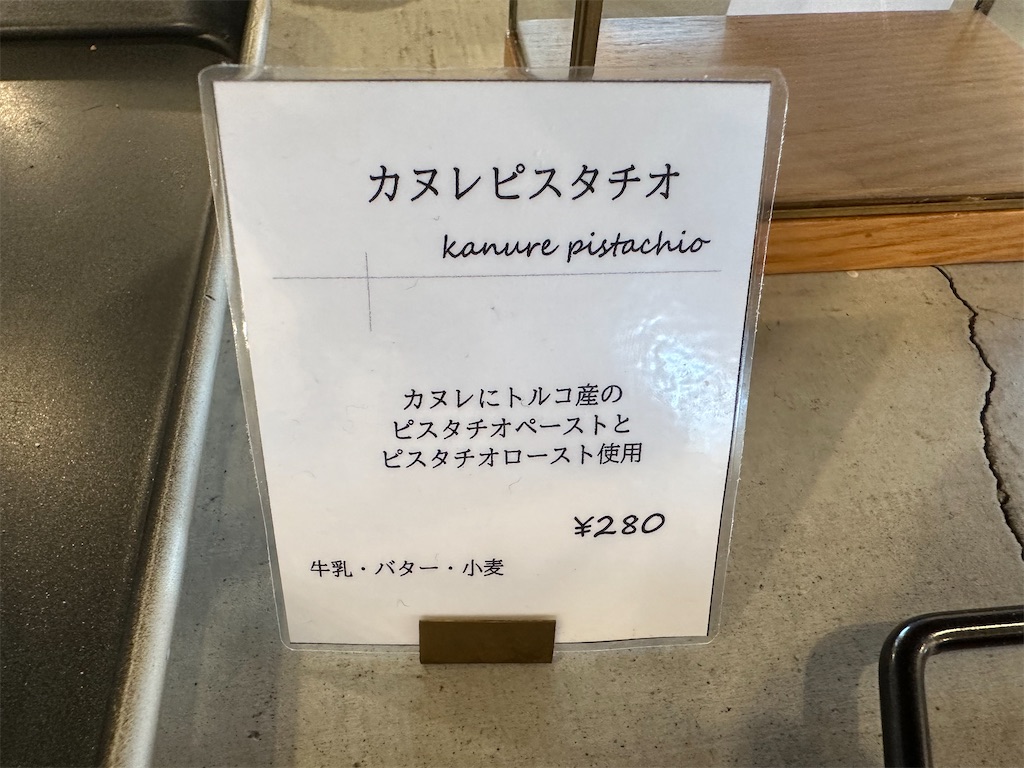 カヌレピスタチオ
kanure pistachio
カヌレにトルコ産の
ピスタチオペーストと
ピスタチオロースト使用
¥280
牛乳・バター・小麦